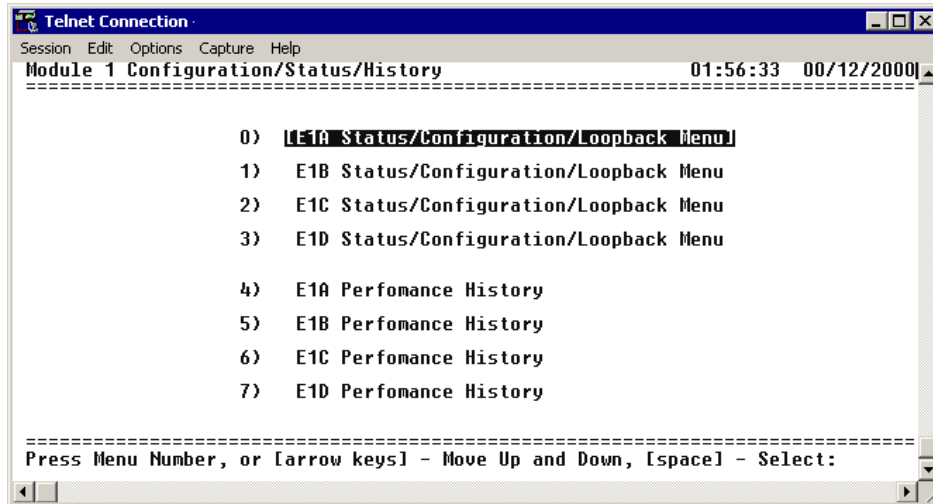 Telnet Connection -
Session Edit Options Capture Help
Module 1 Configuration/Status/History 01:56:33 00/12/2000
================================================================================
0) [E1A Status/Configuration/Loopback Menu]
1) E1B Status/Configuration/Loopback Menu
2) E1C Status/Configuration/Loopback Menu
3) E1D Status/Configuration/Loopback Menu
4) E1A Perfomance History
5) E1B Perfomance History
6) E1C Perfomance History
7) E1D Perfomance History
================================================================================
Press Menu Number, or [arrow keys] - Move Up and Down, [space] - Select: